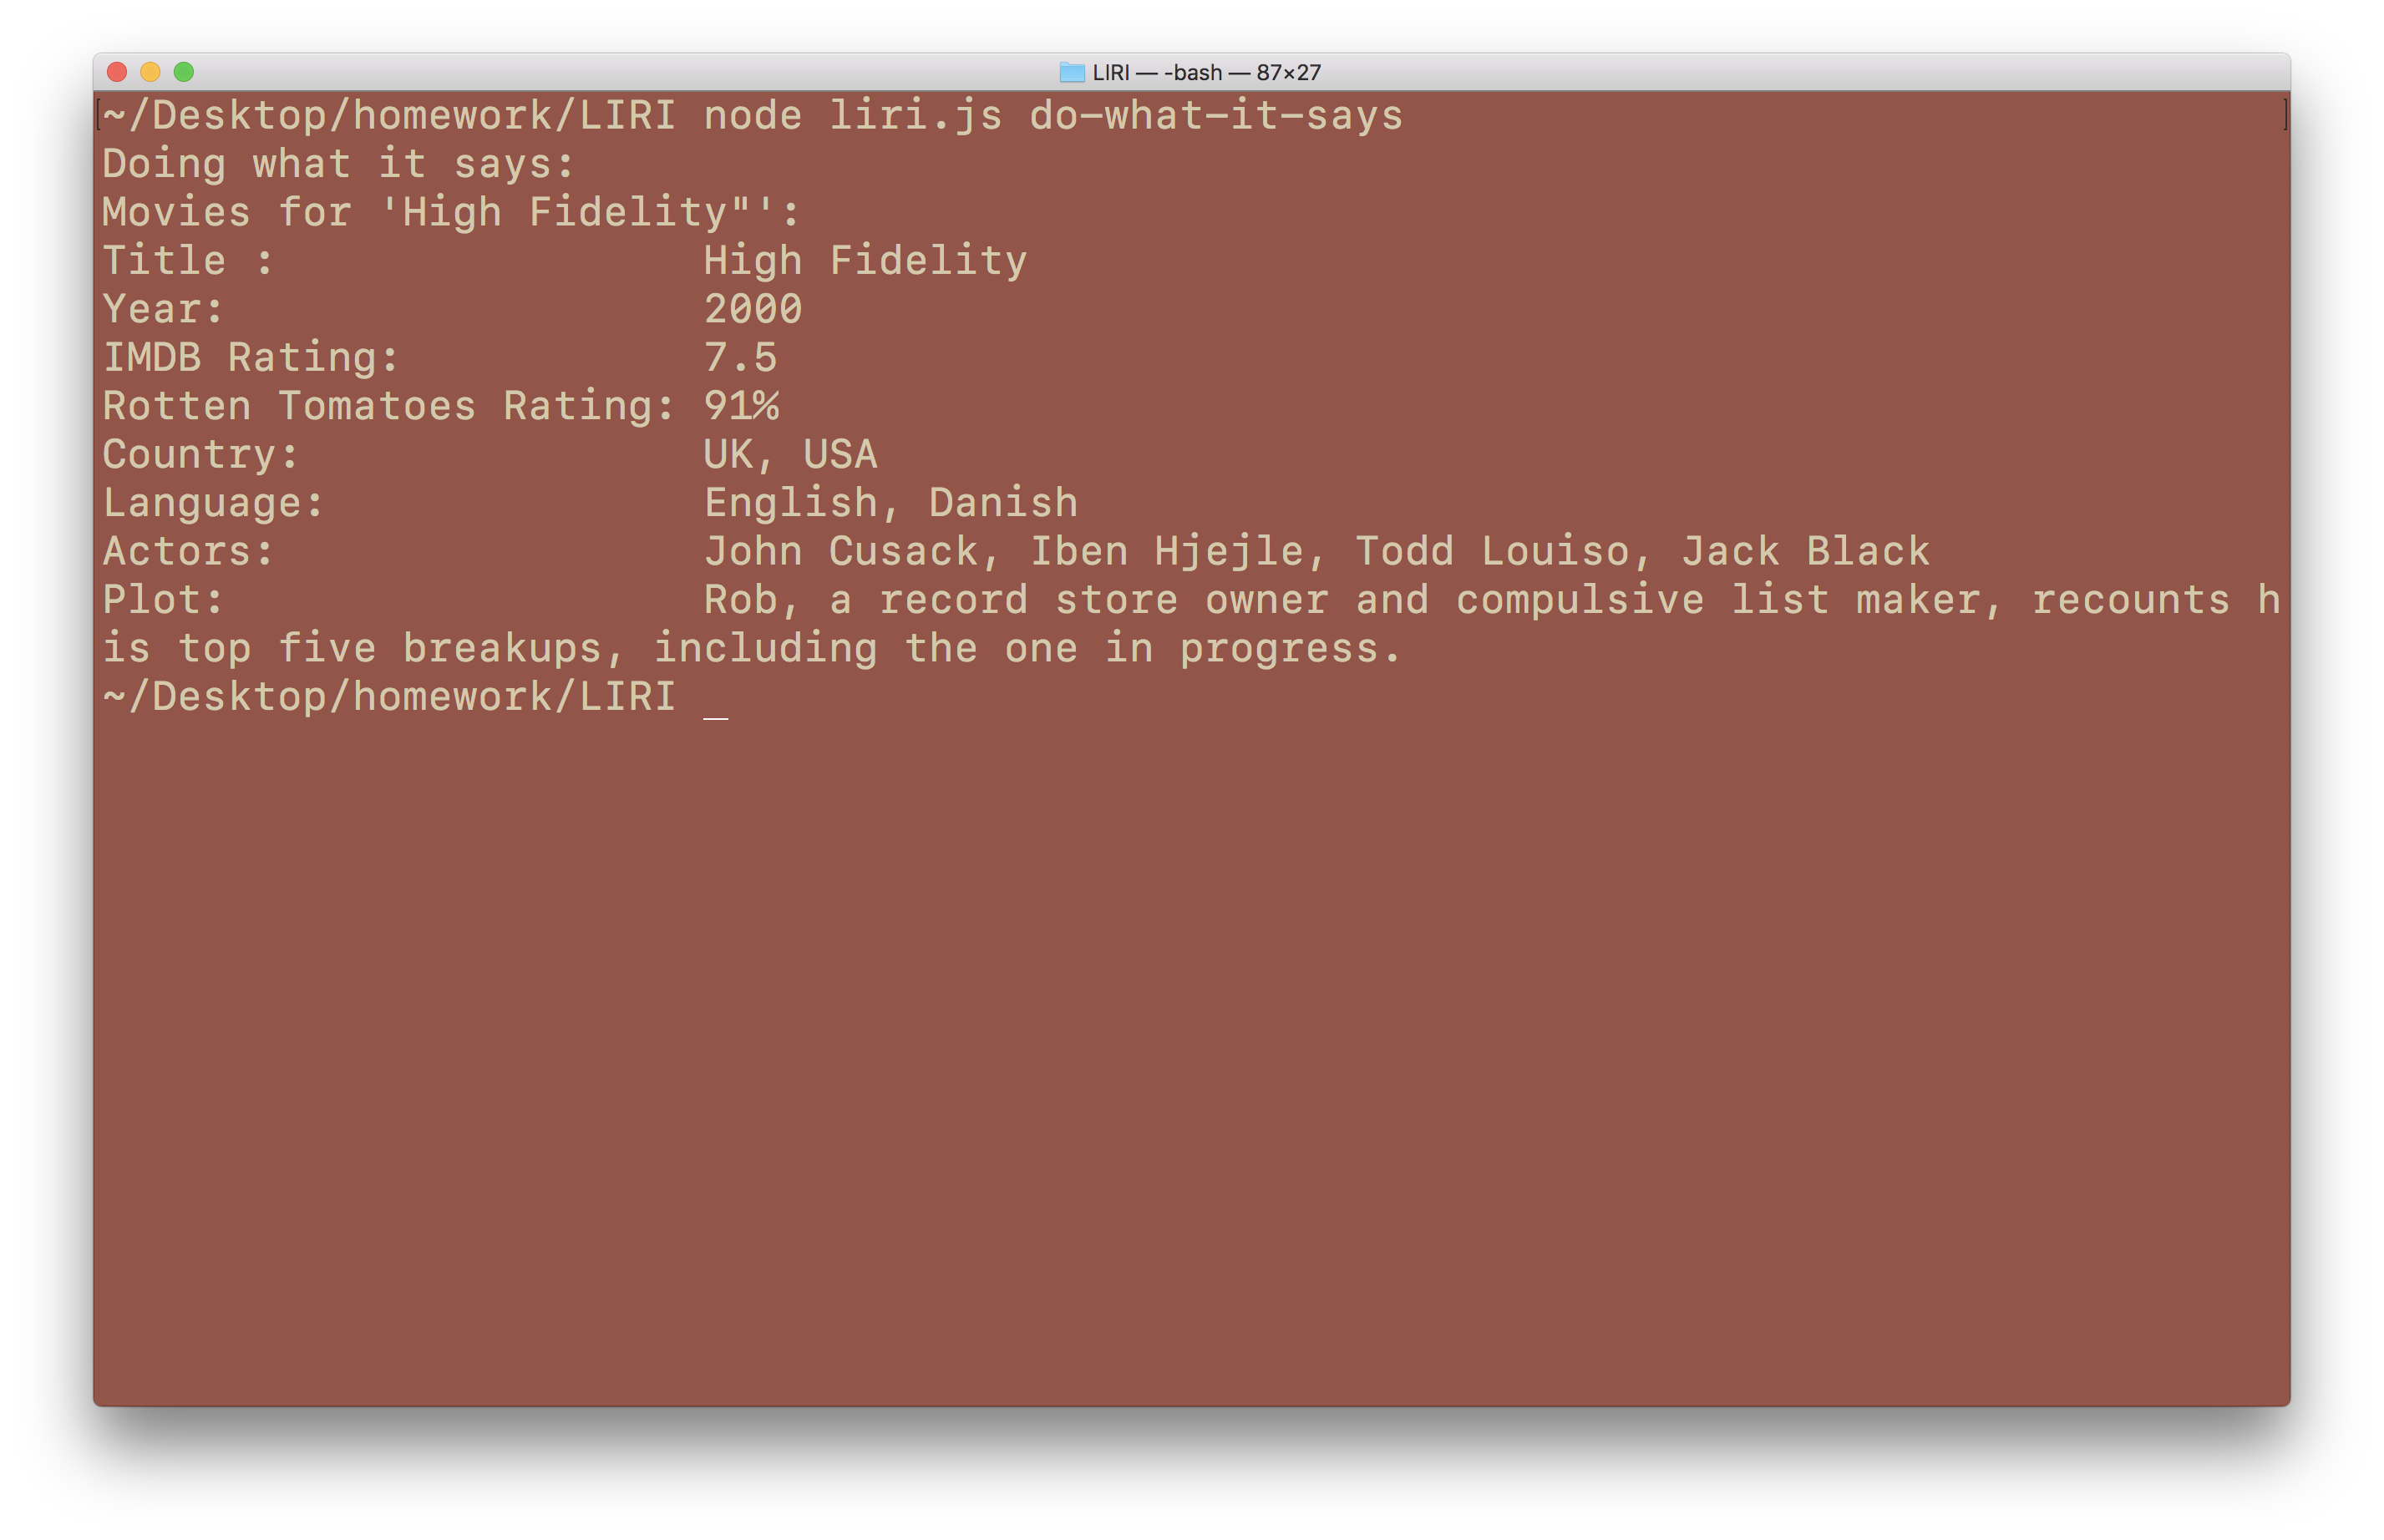 LIRI — -bash — 87×27
[~/Desktop/homework/LIRI node liri.js do-what-it-says ]
Doing what it says:
Movies for 'High Fidelity"':
Title :                 High Fidelity
Year:                   2000
IMDB Rating:            7.5
Rotten Tomatoes Rating: 91%
Country:                UK, USA
Language:               English, Danish
Actors:                 John Cusack, Iben Hjejle, Todd Louiso, Jack Black
Plot:                   Rob, a record store owner and compulsive list maker, recounts h
is top five breakups, including the one in progress.
~/Desktop/homework/LIRI _